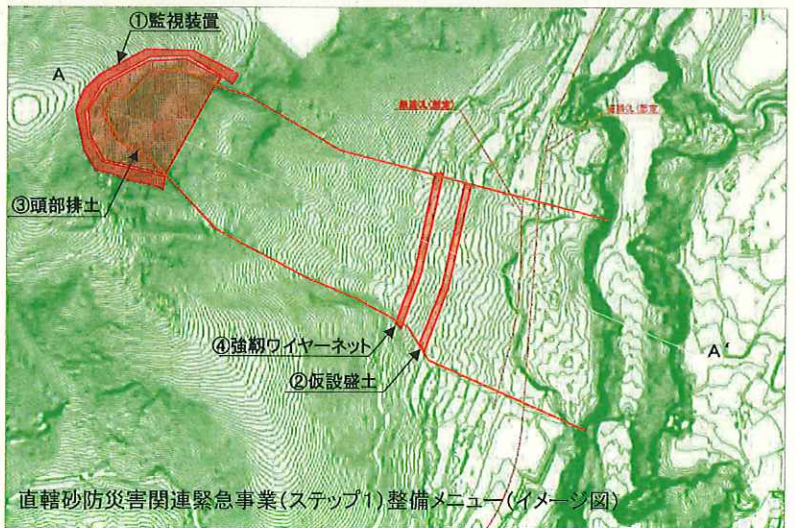 ①監視装置
A
③頭部排土
④強靱ワイヤーネット
②仮設盛土
A'
直轄砂防災害関連緊急事業(ステップ1)整備メニュー(イメージ図)